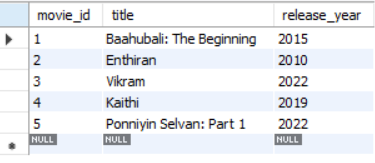 movie_id title release_year
1 Baahubali: The Beginning 2015
2 Enthiran 2010
3 Vikram 2022
4 Kaithi 2019
5 Ponniyin Selvan: Part 1 2022
NULL NULL NULL